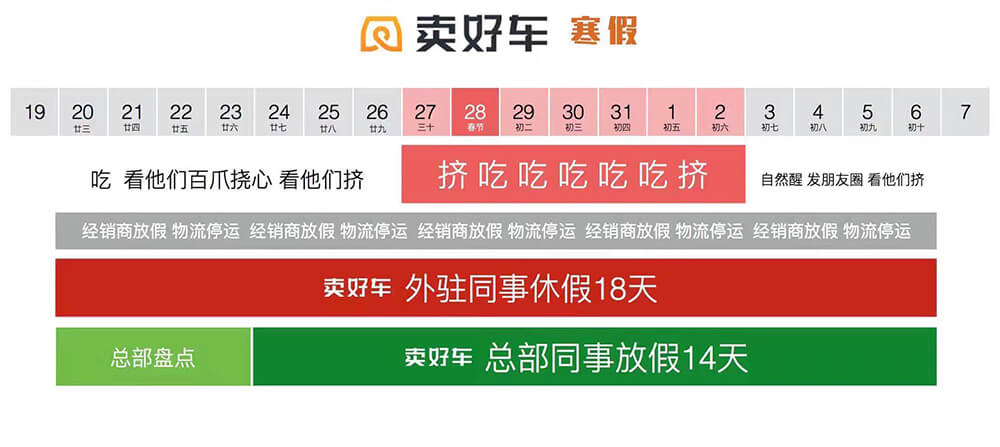 卖好车 寒假
19 20 21 22 23 24 25 26 27 28 29 30 31 1 2 3 4 5 6 7
廿三 廿四 廿五 廿六 廿七 廿八 廿九 三十 春节 初二 初三 初四 初五 初六 初七 初八 初九 初十
吃 看他们百爪挠心 看他们挤 挤吃吃吃吃吃挤 自然醒 发朋友圈 看他们挤
经销商放假 物流停运 经销商放假 物流停运 经销商放假 物流停运 经销商放假 物流停运 经销商放假 物流停运
卖好车 外驻同事休假18天
总部盘点 卖好车 总部同事放假14天